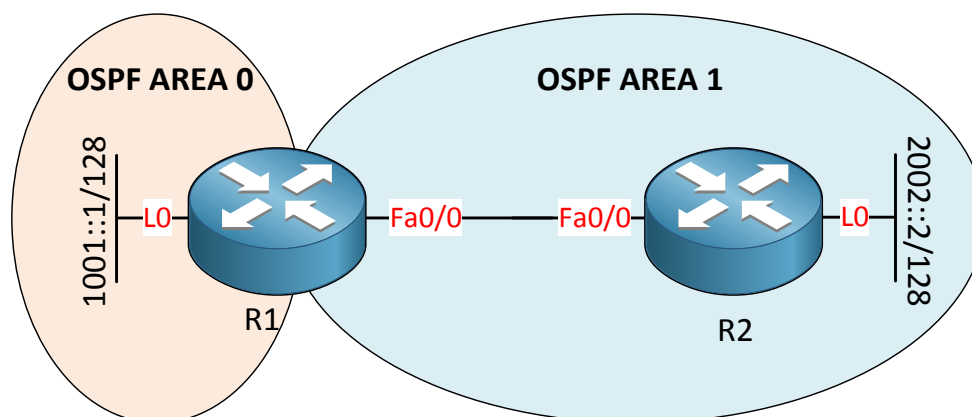 OSPF AREA 0
OSPF AREA 1
1001::1/128
L0
Fa0/0
Fa0/0
L0
2002::2/128
R1
R2